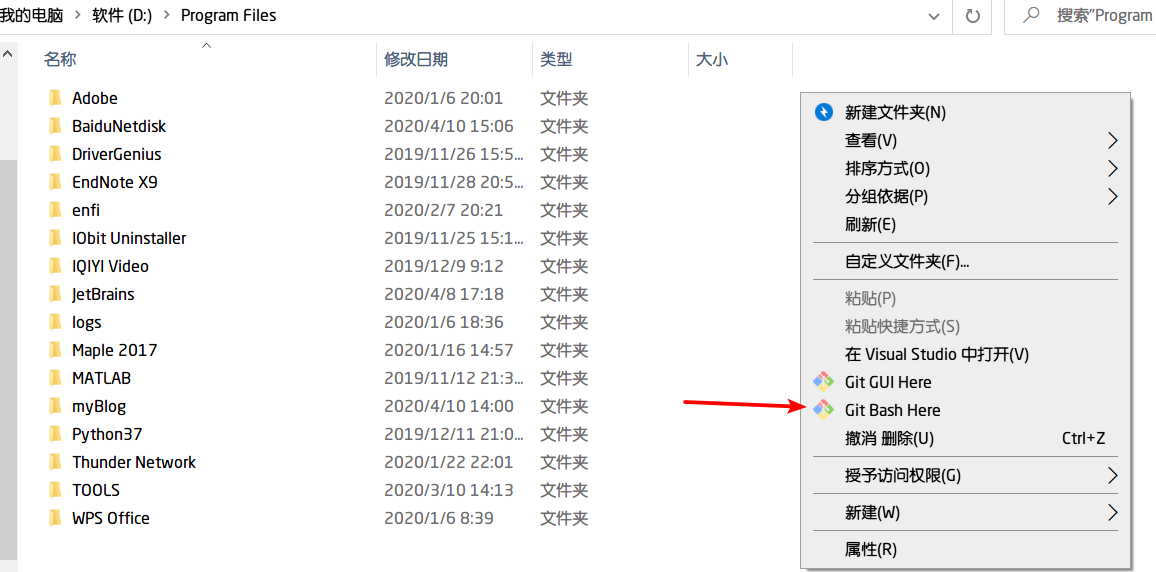 我的电脑 › 软件 (D:) › Program Files
搜索"Program
名称 修改日期 类型 大小
Adobe 2020/1/6 20:01 文件夹
BaiduNetdisk 2020/4/10 15:06 文件夹
DriverGenius 2019/11/26 15:5... 文件夹
EndNote X9 2019/11/28 20:5... 文件夹
enfi 2020/2/7 20:21 文件夹
IObit Uninstaller 2019/11/25 15:1... 文件夹
IQIYI Video 2019/12/9 9:12 文件夹
JetBrains 2020/4/8 17:18 文件夹
logs 2020/1/6 18:36 文件夹
Maple 2017 2020/1/16 14:57 文件夹
MATLAB 2019/11/12 21:3... 文件夹
myBlog 2020/4/10 14:00 文件夹
Python37 2019/12/11 21:0... 文件夹
Thunder Network 2020/1/22 22:01 文件夹
TOOLS 2020/3/10 14:13 文件夹
WPS Office 2020/1/6 8:39 文件夹
新建文件夹(N)
查看(V)
排序方式(O)
分组依据(P)
刷新(E)
自定义文件夹(F)...
粘贴(P)
粘贴快捷方式(S)
在 Visual Studio 中打开(V)
Git GUI Here
Git Bash Here
撤消 删除(U) Ctrl+Z
授予访问权限(G)
新建(W)
属性(R)